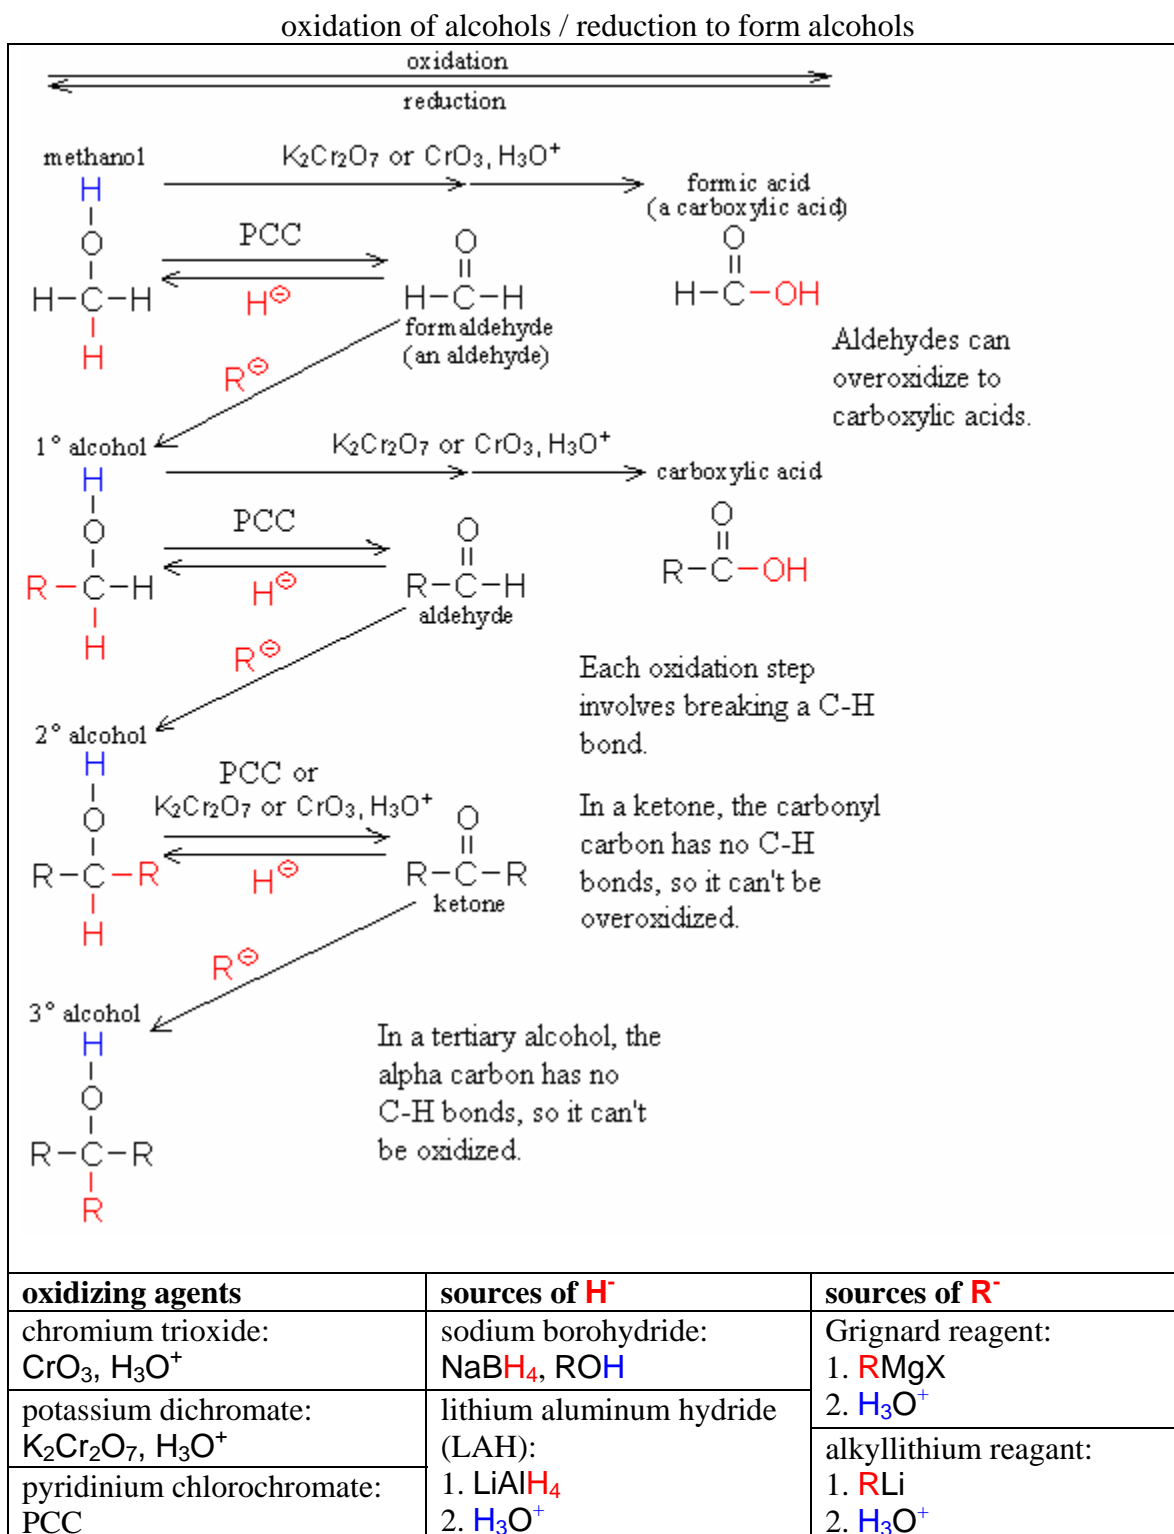 oxidation of alcohols / reduction to form alcohols
oxidation
reduction
methanol
K₂Cr₂O₇ or CrO₃, H₃O⁺
formic acid
(a carboxylic acid)
H
O
H–C–H
H
PCC
H⊖
O
H–C–H
formaldehyde
(an aldehyde)
O
H–C–OH
Aldehydes can
overoxidize to
carboxylic acids.
R⊖
1° alcohol
K₂Cr₂O₇ or CrO₃, H₃O⁺
carboxylic acid
H
O
R–C–H
H
PCC
H⊖
O
R–C–H
aldehyde
O
R–C–OH
R⊖
Each oxidation step
involves breaking a C-H
bond.
2° alcohol
H
O
R–C–R
H
PCC or
K₂Cr₂O₇ or CrO₃, H₃O⁺
H⊖
O
R–C–R
ketone
In a ketone, the carbonyl
carbon has no C-H
bonds, so it can't be
overoxidized.
R⊖
3° alcohol
H
O
R–C–R
R
In a tertiary alcohol, the
alpha carbon has no
C-H bonds, so it can't
be oxidized.
oxidizing agents
chromium trioxide:
CrO₃, H₃O⁺
potassium dichromate:
K₂Cr₂O₇, H₃O⁺
pyridinium chlorochromate:
PCC
sources of H⁻
sodium borohydride:
NaBH₄, ROH
lithium aluminum hydride
(LAH):
1. LiAlH₄
2. H₃O⁺
sources of R⁻
Grignard reagent:
1. RMgX
2. H₃O⁺
alkyllithium reagant:
1. RLi
2. H₃O⁺